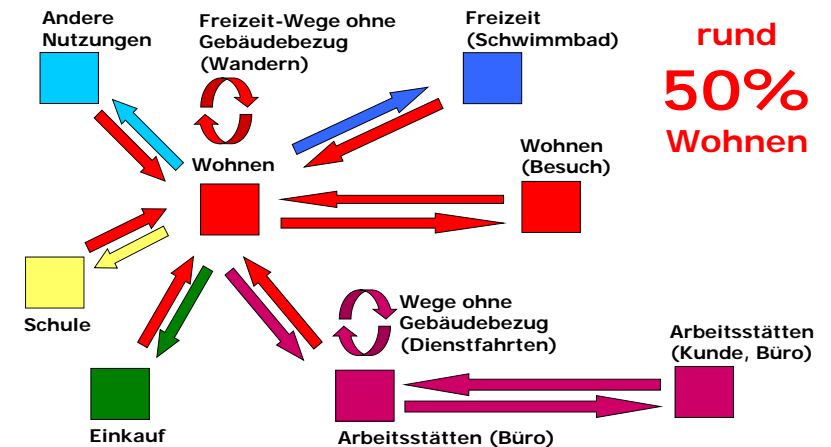 Andere
Nutzungen
Freizeit-Wege ohne
Gebäudebezug
(Wandern)
Freizeit
(Schwimmbad)
rund
50%
Wohnen
Wohnen
Wohnen
(Besuch)
Schule
Wege ohne
Gebäudebezug
(Dienstfahrten)
Arbeitsstätten
(Kunde, Büro)
Einkauf
Arbeitsstätten (Büro)